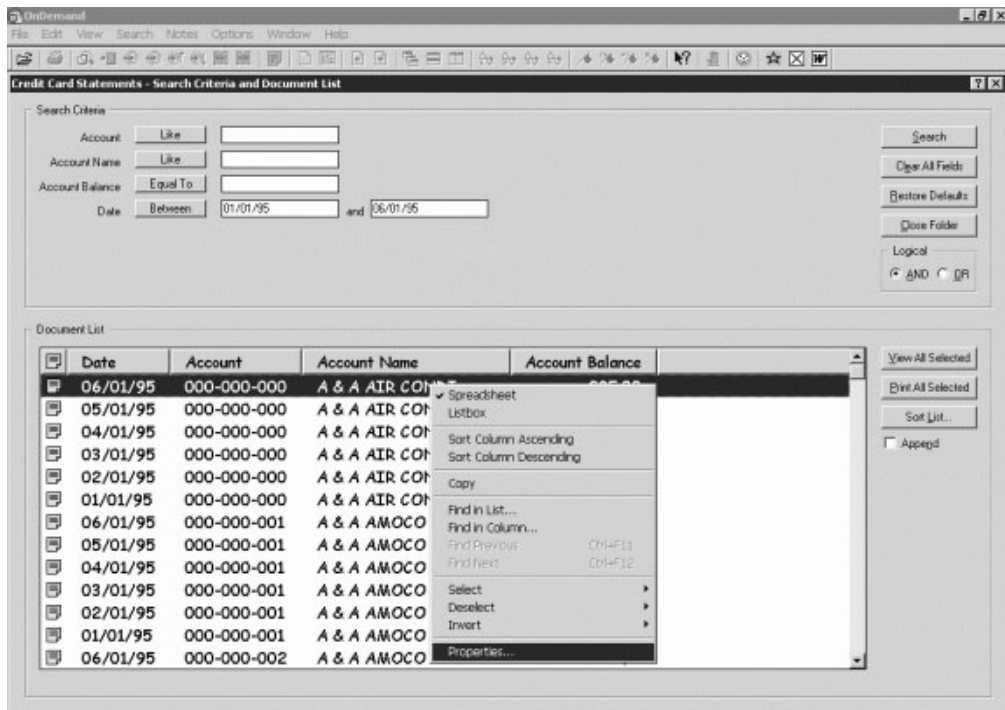 OnDemand
File Edit View Search Notes Options Window Help
Credit Card Statements - Search Criteria and Document List
Search Criteria
Account Like
Account Name Like
Account Balance Equal To
Date Between 01/01/95 and 06/01/95
Search
Clear All Fields
Restore Defaults
Close Folder
Logical
AND OR
Document List
Date Account Account Name Account Balance
06/01/95 000-000-000 A & A AIR
05/01/95 000-000-000 A & A AIR
04/01/95 000-000-000 A & A AIR
03/01/95 000-000-000 A & A AIR
02/01/95 000-000-000 A & A AIR
01/01/95 000-000-000 A & A AIR
06/01/95 000-000-001 A & A AMOCO
05/01/95 000-000-001 A & A AMOCO
04/01/95 000-000-001 A & A AMOCO
03/01/95 000-000-001 A & A AMOCO
02/01/95 000-000-001 A & A AMOCO
01/01/95 000-000-001 A & A AMOCO
06/01/95 000-000-002 A & A AMOCO
Spreadsheet
Listbox
Sort Column Ascending
Sort Column Descending
Copy
Find in List...
Find in Column...
Find Previous Ctrl+F11
Find Next Ctrl+F12
Select
Deselect
Invert
Properties...
View All Selected
Print All Selected
Sort List...
Append